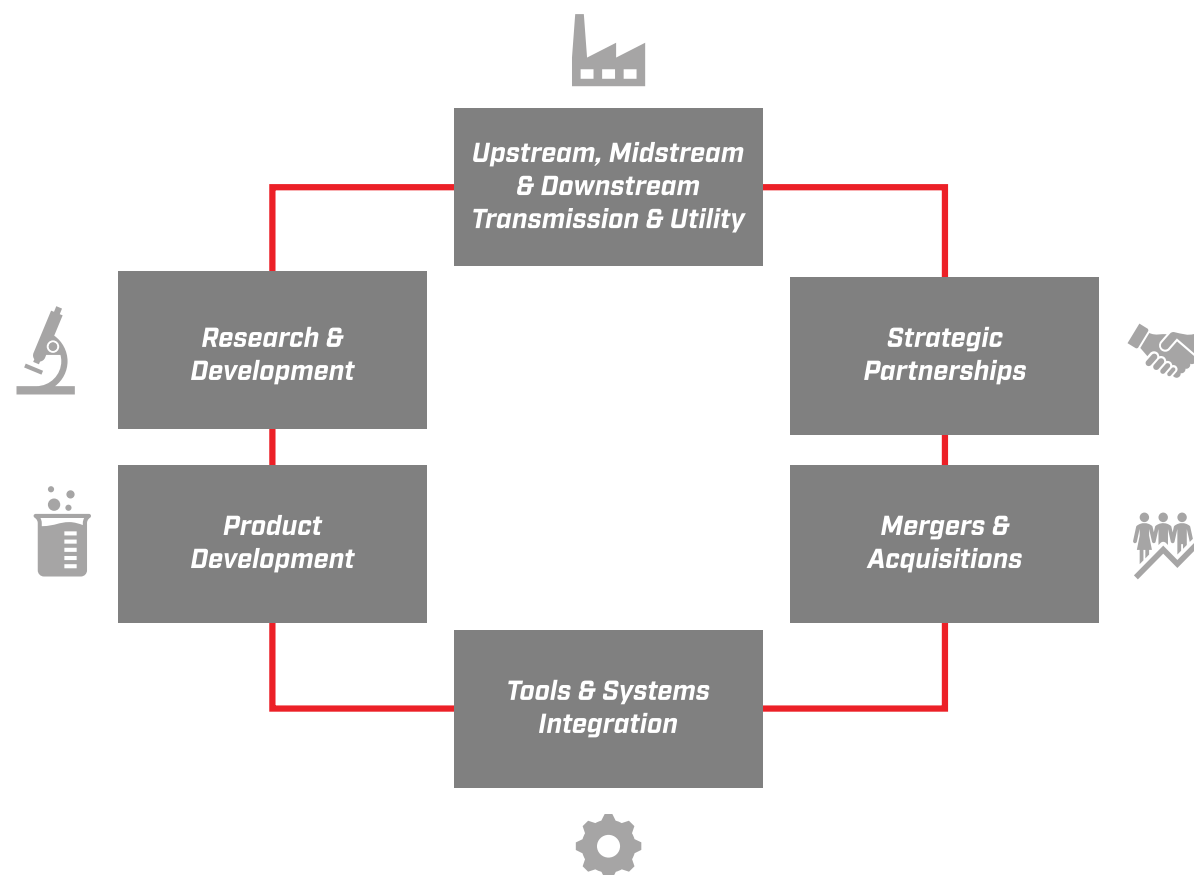 Upstream, Midstream
& Downstream
Transmission & Utility
Research &
Development
Strategic
Partnerships
Product
Development
Mergers &
Acquisitions
Tools & Systems
Integration